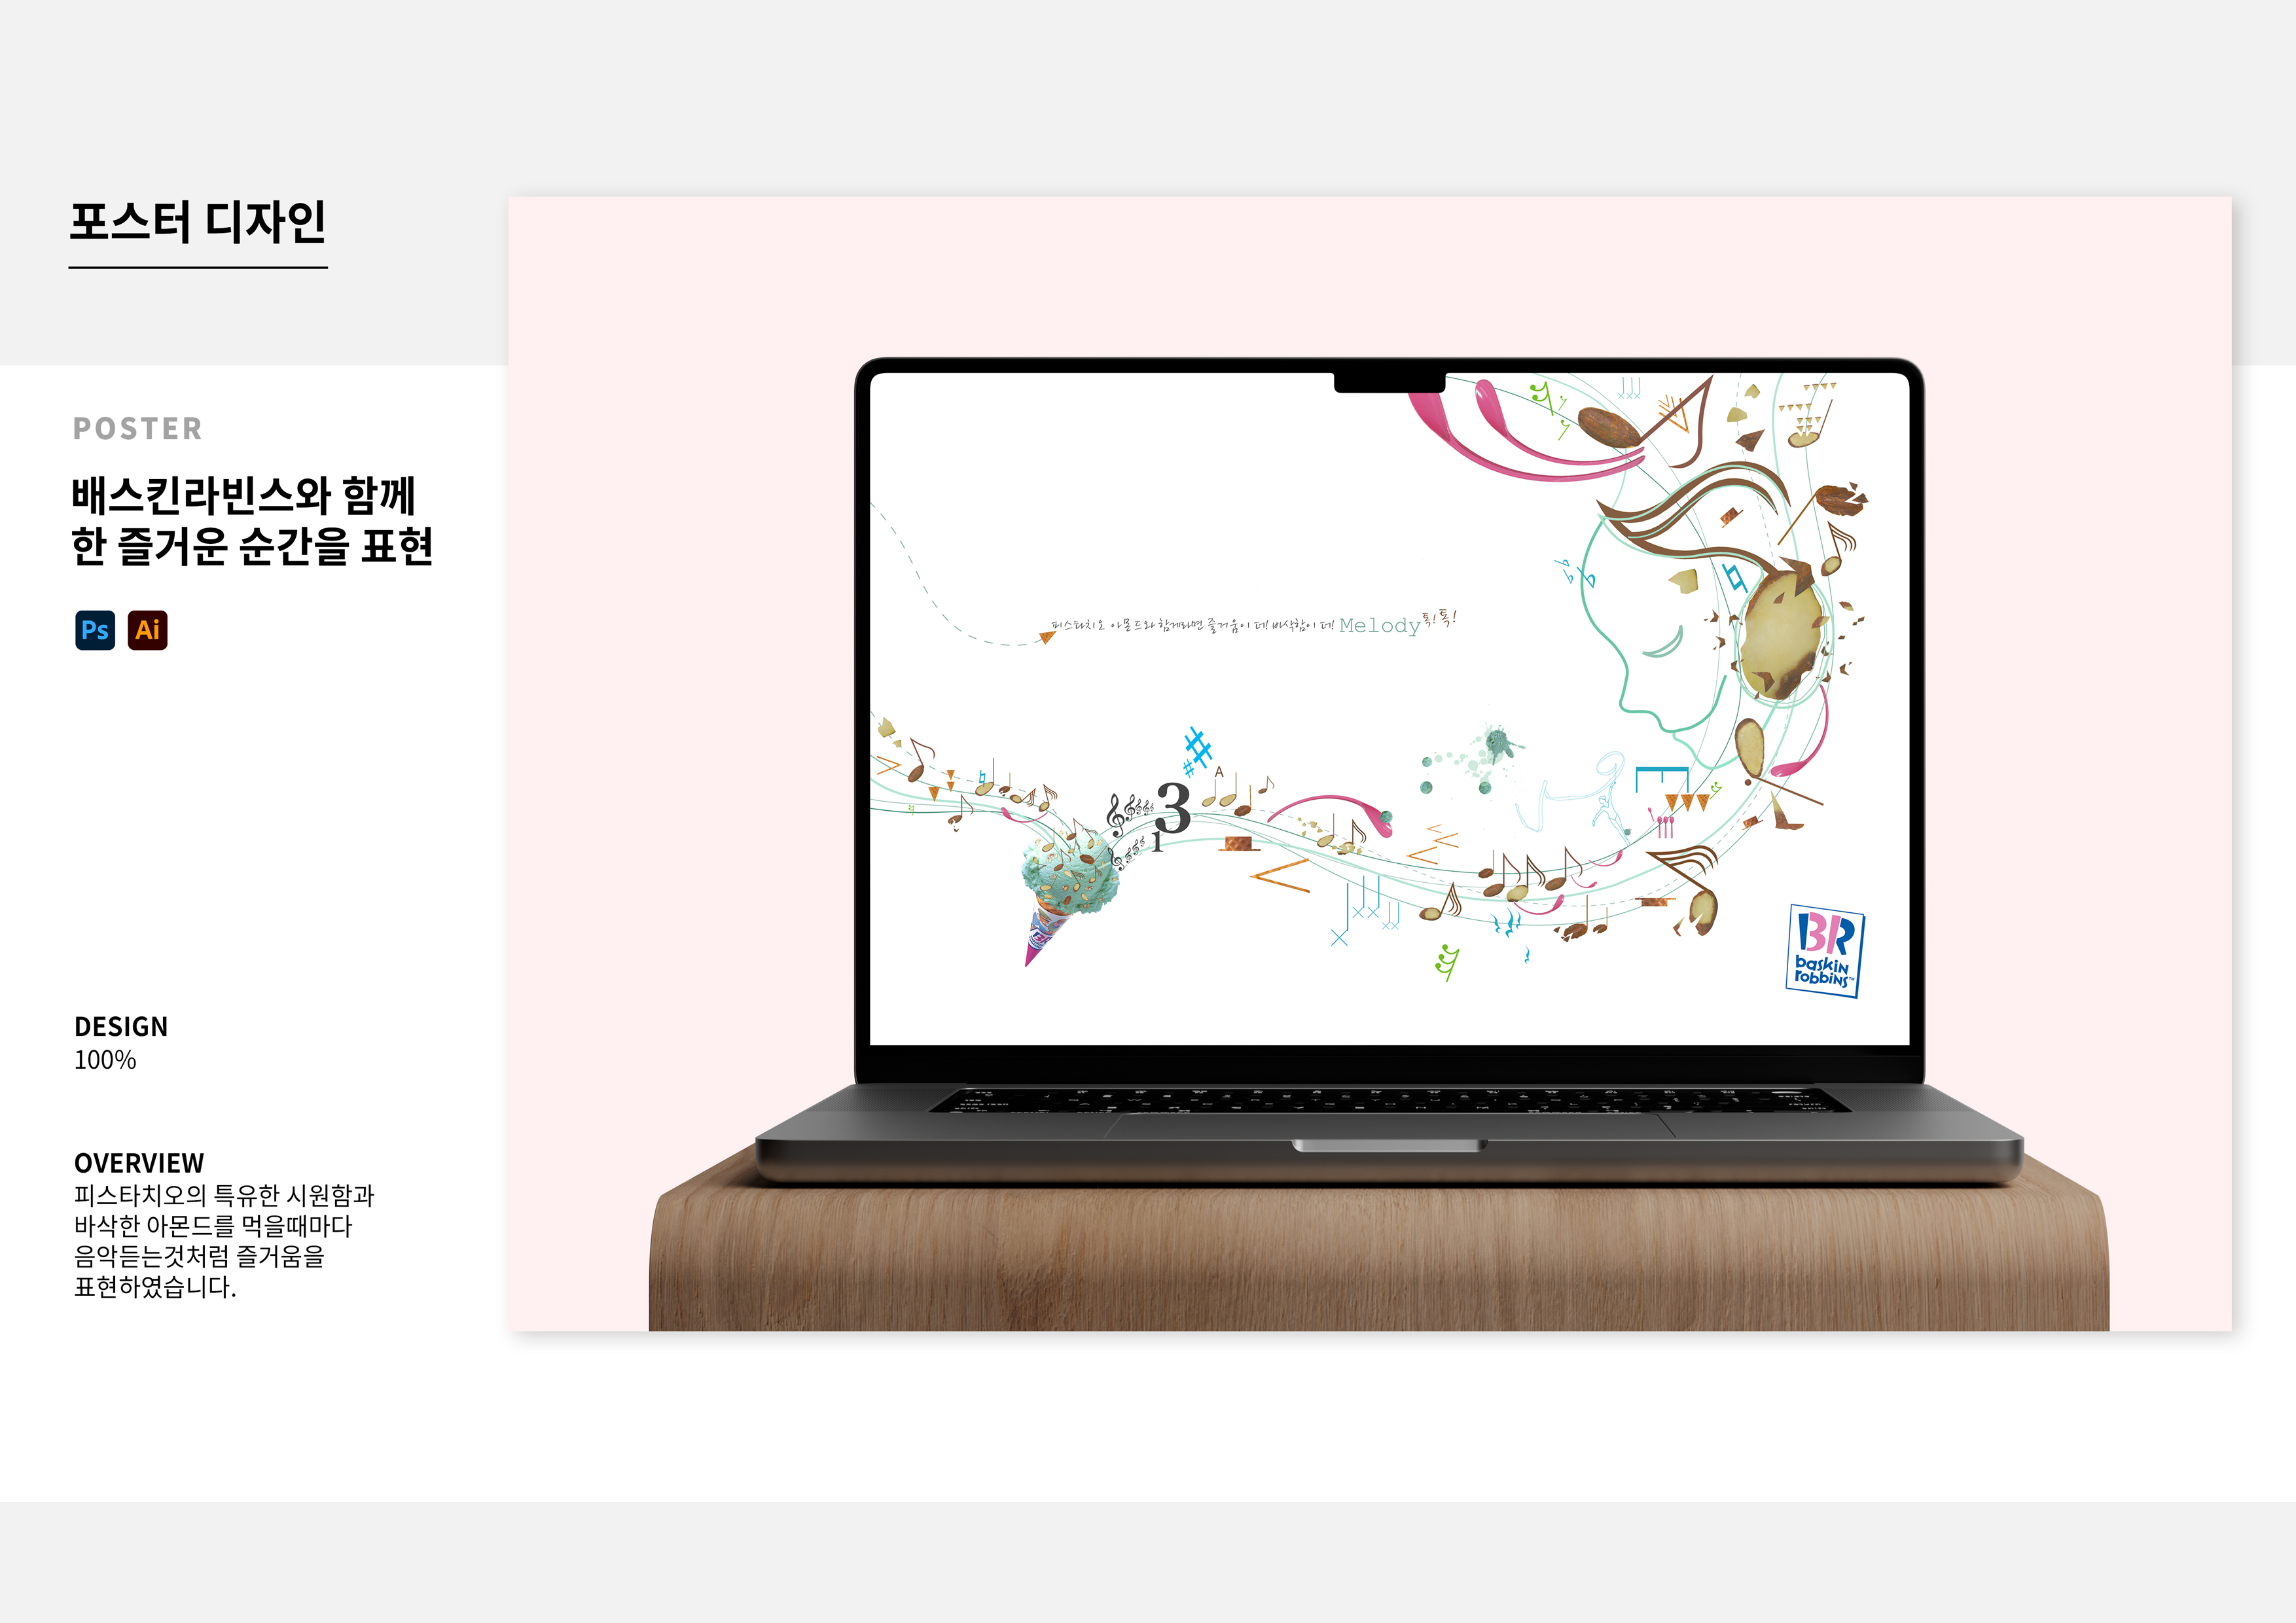 포스터 디자인
POSTER
배스킨라빈스와 함께
한 즐거운 순간을 표현
Ps Ai
DESIGN
100%
OVERVIEW
피스타치오의 특유한 시원함과
바삭한 아몬드를 먹을때마다
음악듣는것처럼 즐거움을
표현하였습니다.
피스타치오 아몬드와 함께라면 즐거움이 더! 바삭함이 더! Melody톡!톡!
A
3
1
BR
baskin
robbins™